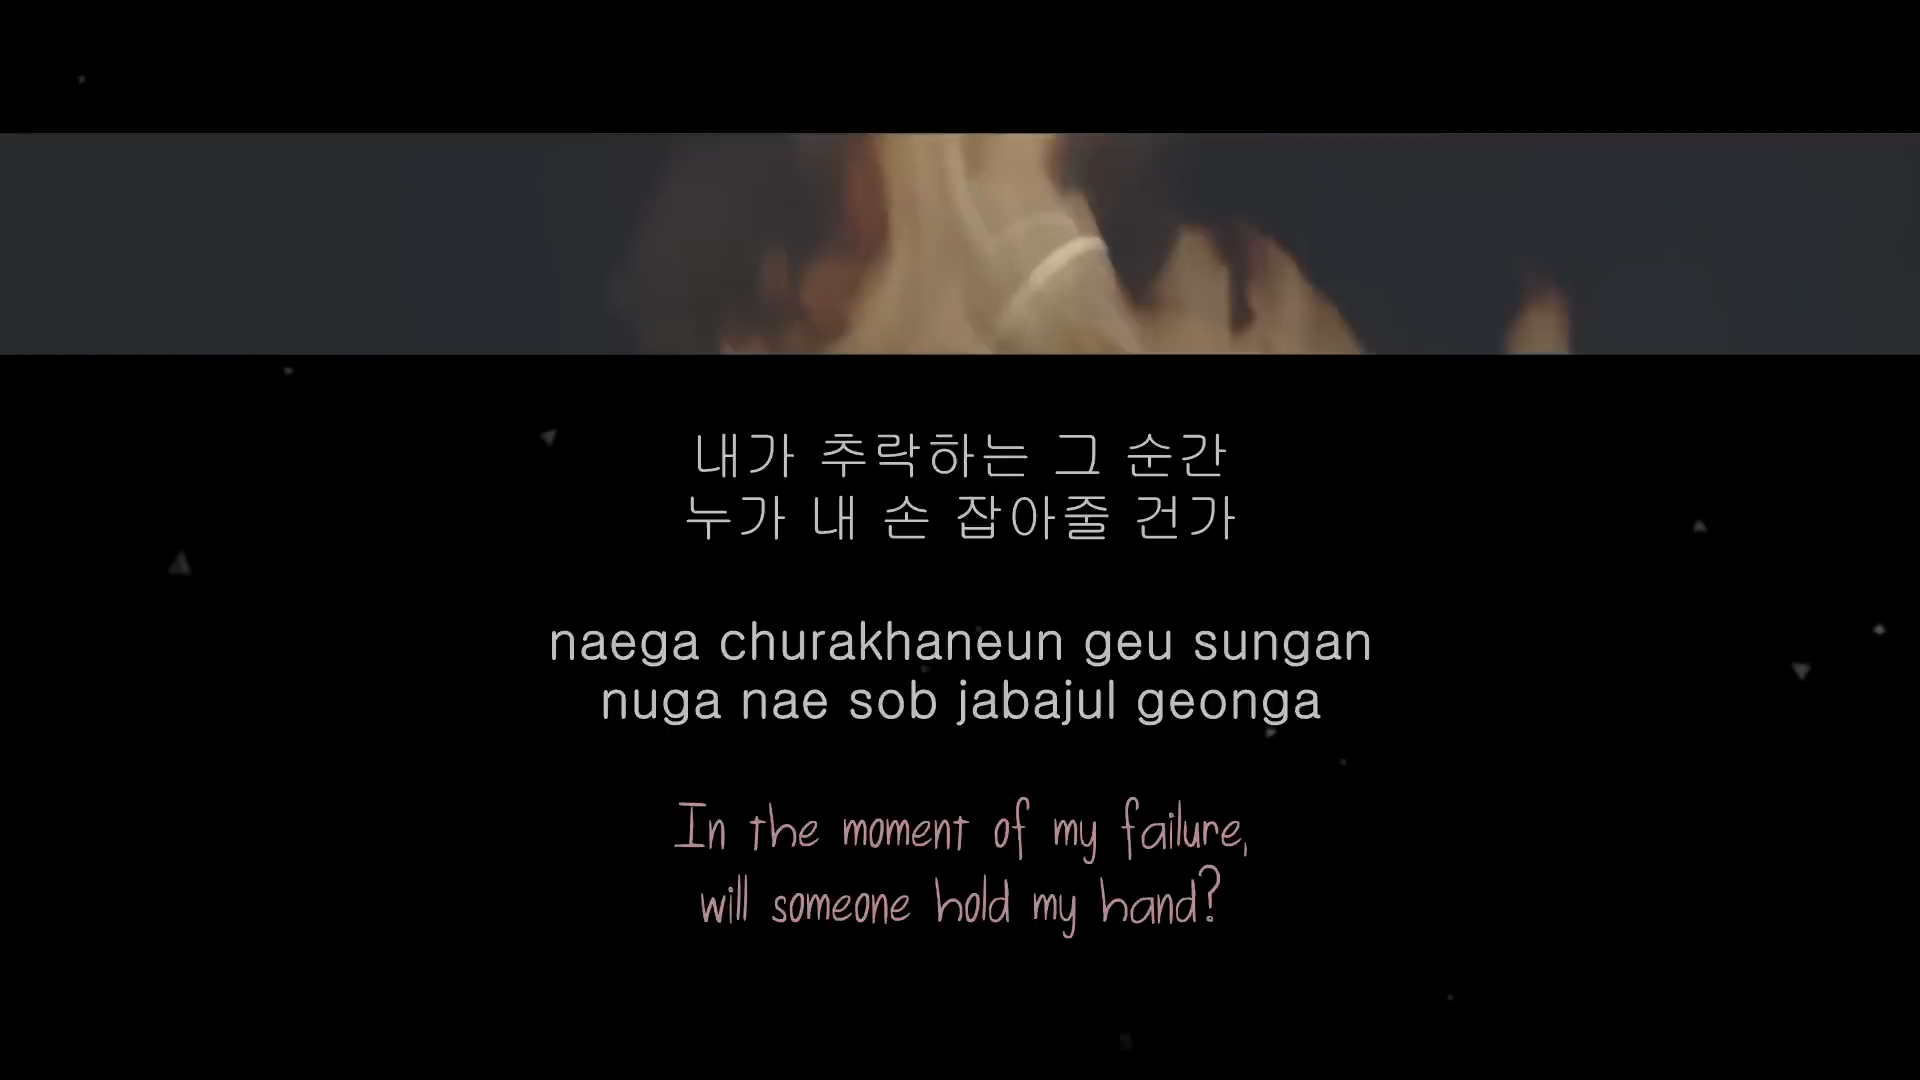 내가 추락하는 그 순간
누가 내 손 잡아줄 건가
naega churakhaneun geu sungan
nuga nae sob jabajul geonga
In the moment of my failure,
will someone hold my hand?